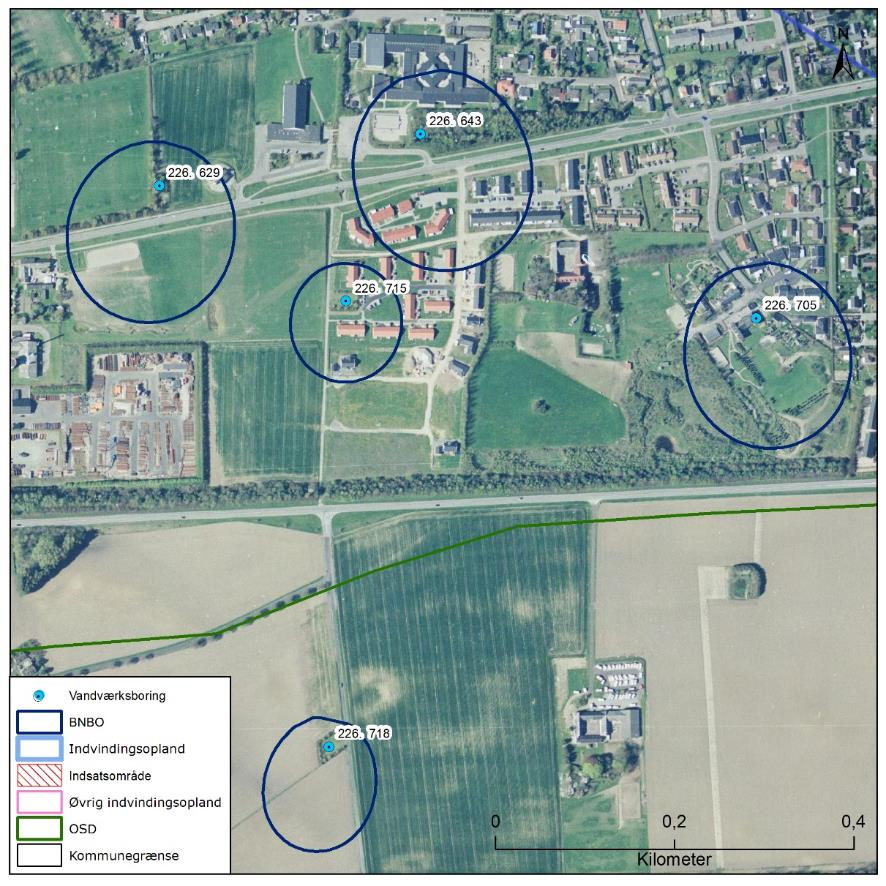 N
226. 643
226. 629
226. 715
226. 705
226. 718
Vandværksboring
BNBO
Indvindingsopland
Indsatsområde
Øvrig indvindingsopland
OSD
Kommunegrænse
0 0,2 0,4
Kilometer